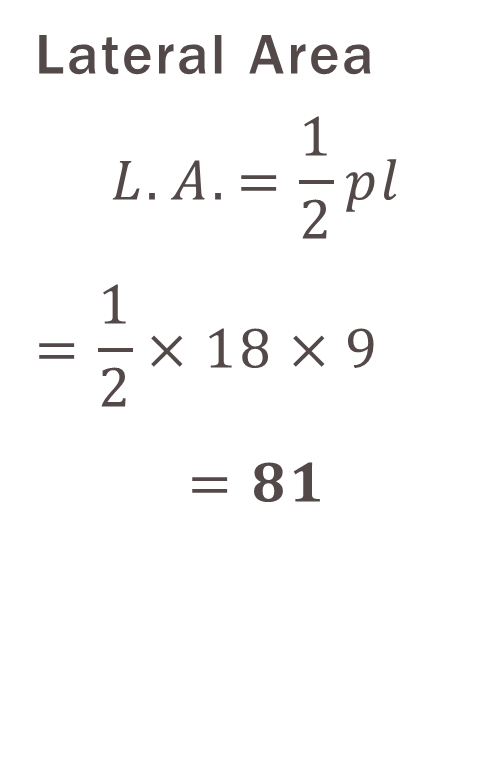 Lateral Area
L. A. = 1/2 pl
= 1/2 × 18 × 9
= 81